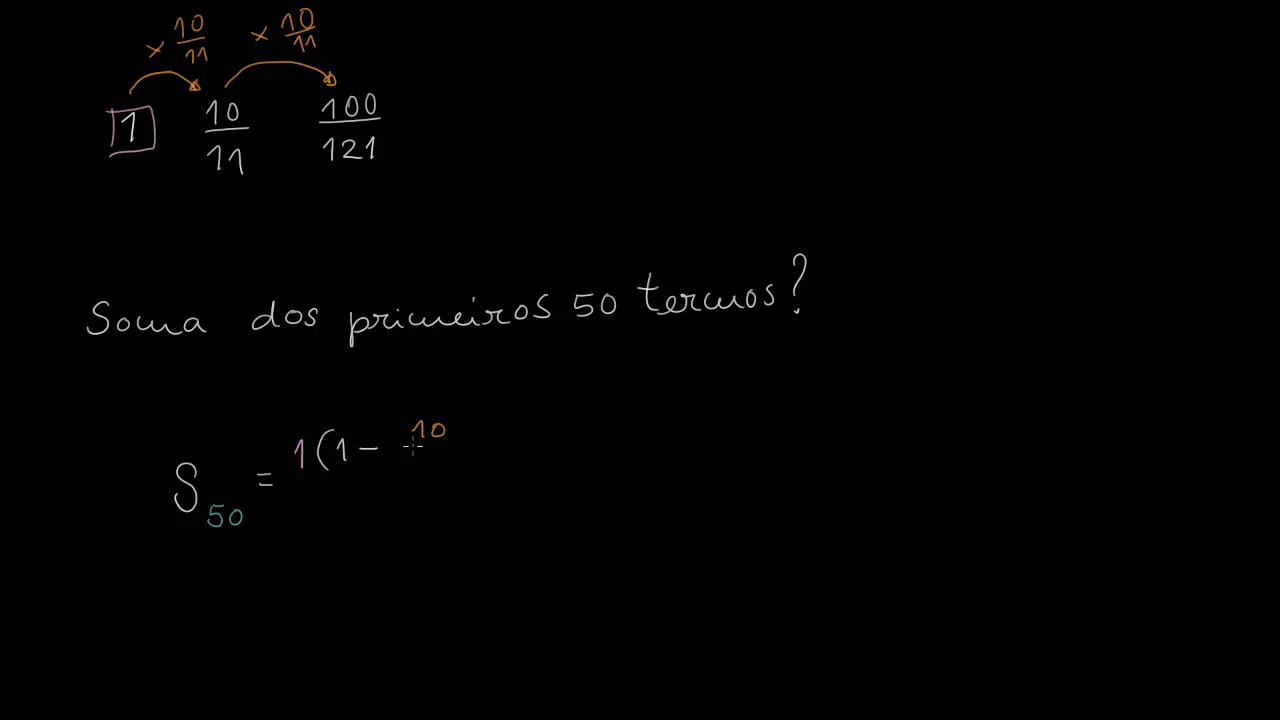 × 10/11 × 10/11
1 10/11 100/121
Soma dos primeiros 50 termos?
S₅₀ = 1(1 − 10